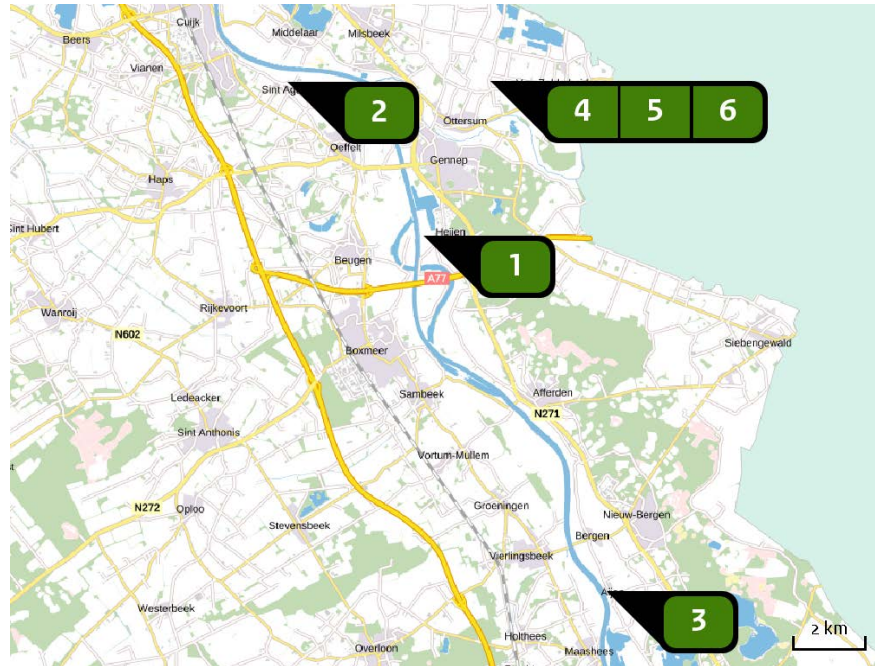 Cuijk
Beers
Middelaar
Milsbeek
Vianen
Sint Ag
2
4 5 6
Ottersum
Oeffelt
Gennep
Haps
Sint Hubert
Heijen
Beugen
1
A77
Rijkevoort
Wanroij
N602
Siebengewald
Boxmeer
Ledeacker
Sambeek
Afferden
N271
Sint Anthonis
Vortum-Mullem
N272
Oploo
Groeningen
Nieuw-Bergen
Stevensbeek
Bergen
Vierlingsbeek
Westerbeek
3
2 km
Overloon
Holthees
Maashees